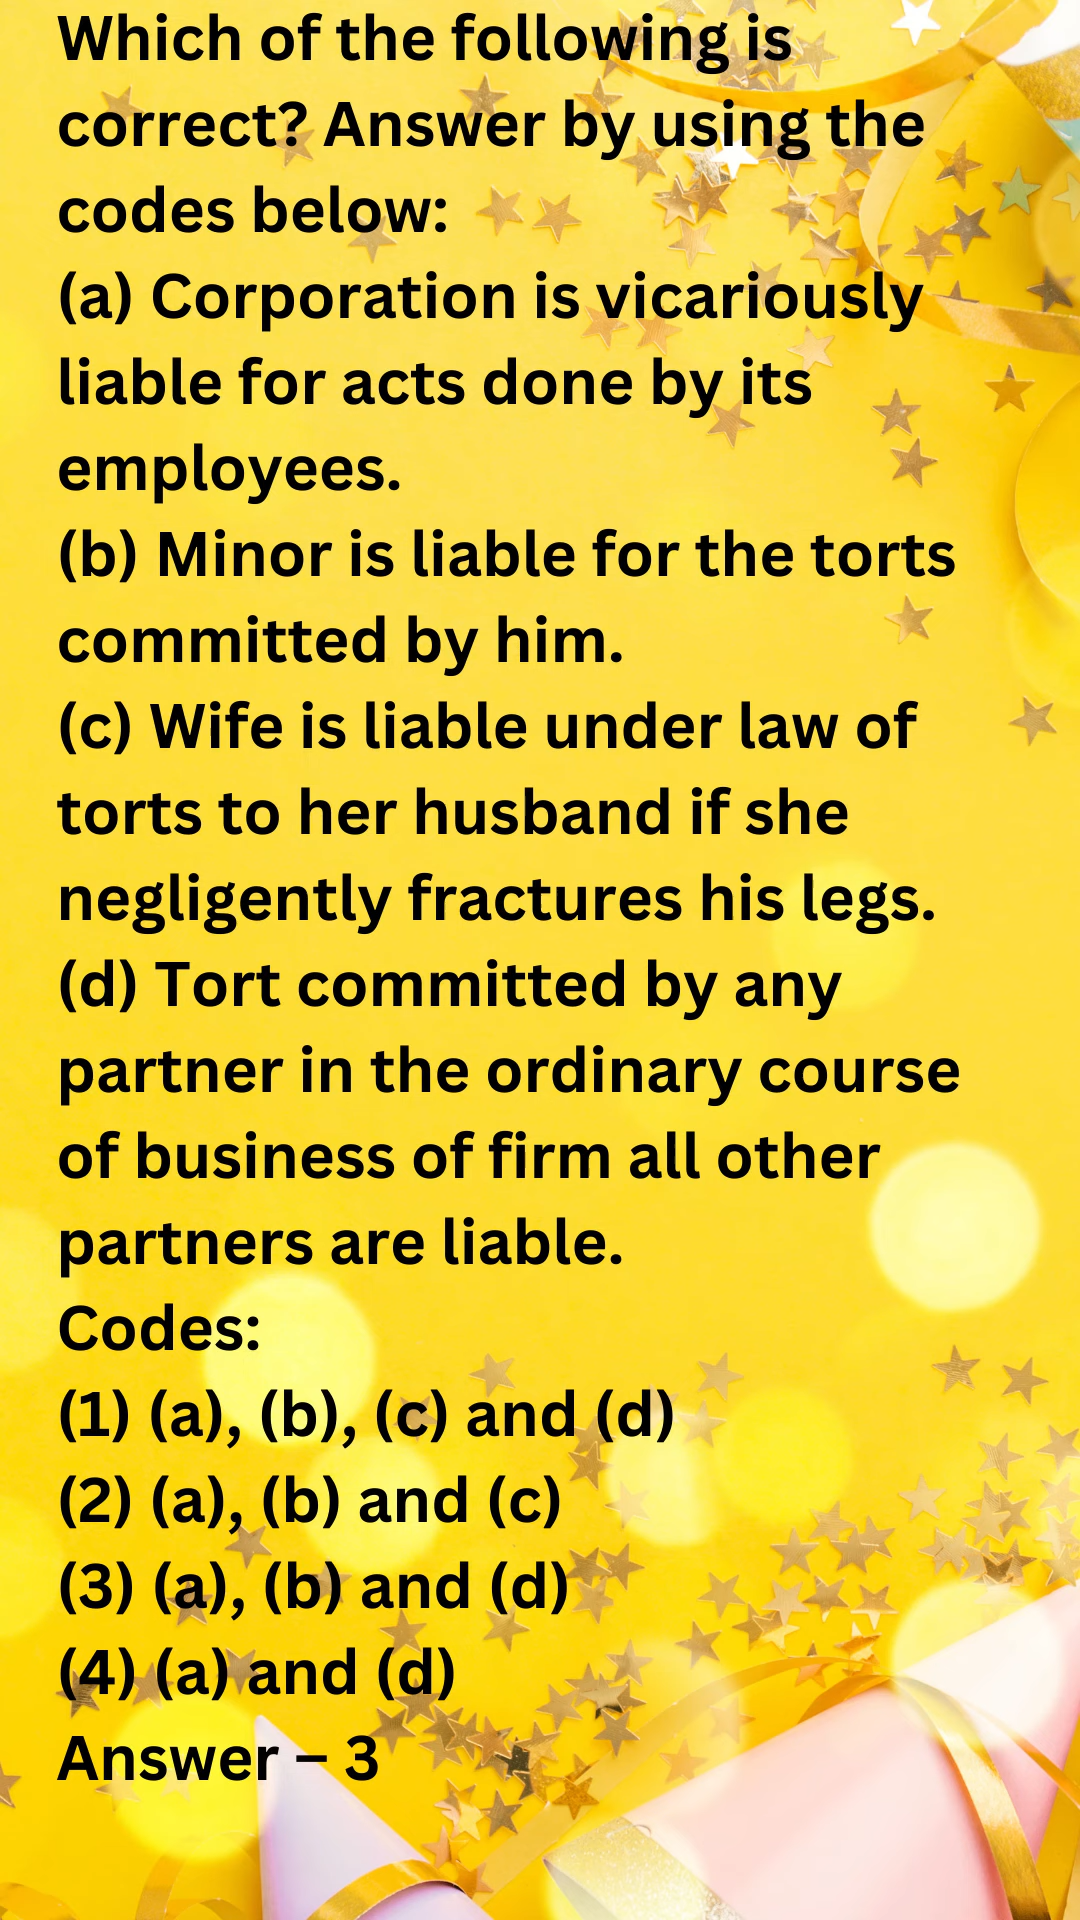 Which of the following is
correct? Answer by using the
codes below:
(a) Corporation is vicariously
liable for acts done by its
employees.
(b) Minor is liable for the torts
committed by him.
(c) Wife is liable under law of
torts to her husband if she
negligently fractures his legs.
(d) Tort committed by any
partner in the ordinary course
of business of firm all other
partners are liable.
Codes:
(1) (a), (b), (c) and (d)
(2) (a), (b) and (c)
(3) (a), (b) and (d)
(4) (a) and (d)
Answer – 3